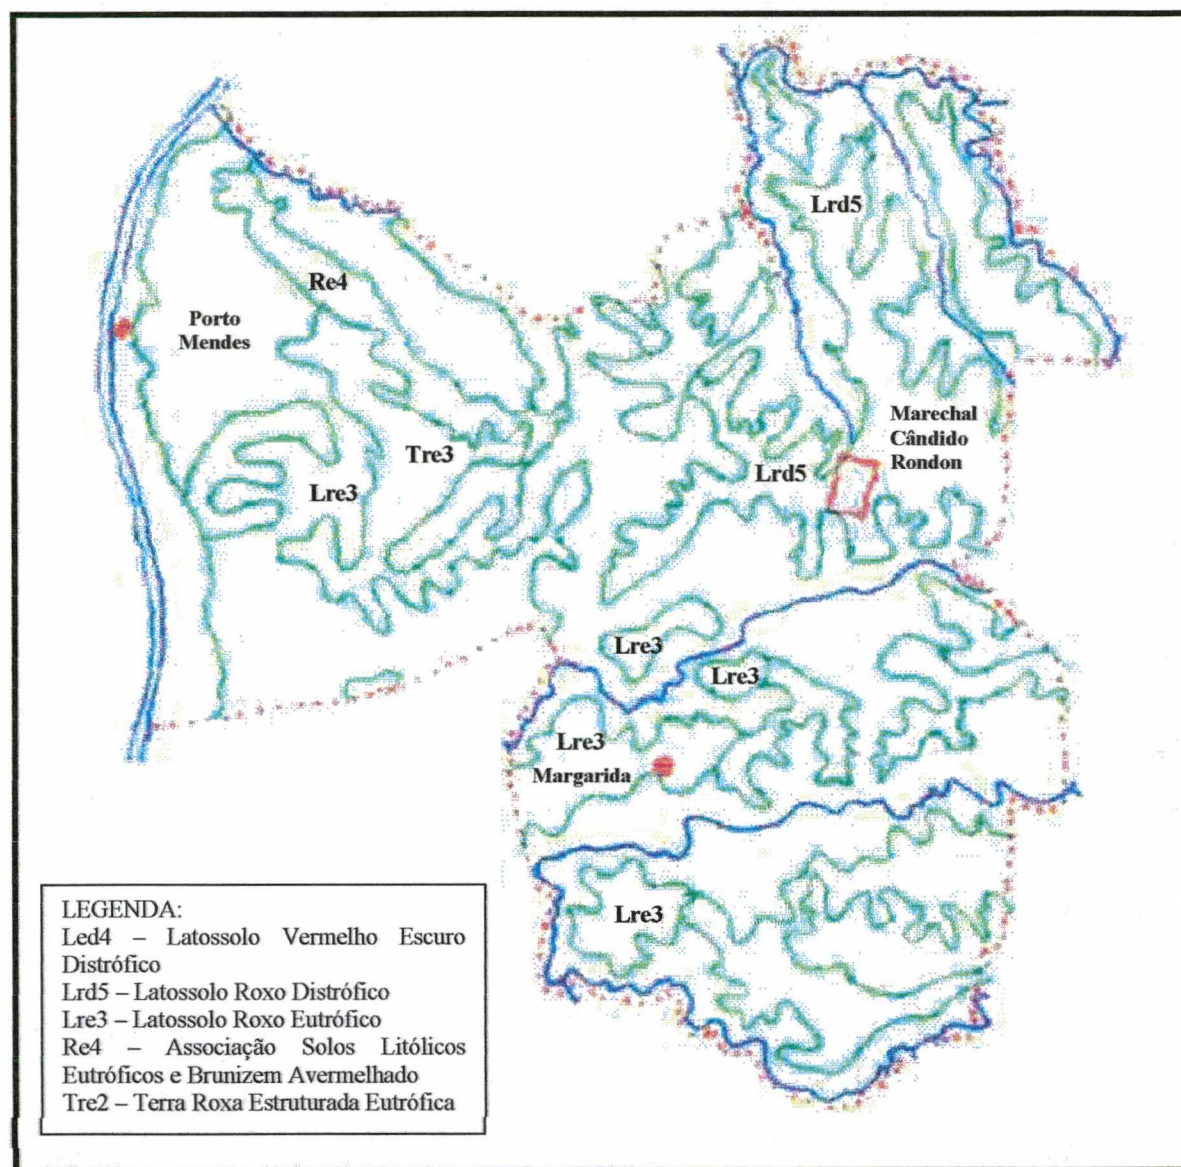 Lrd5
Re4
Porto
Mendes
Marechal
Cândido
Rondon
Tre3
Lrd5
Lre3
Lre3
Lre3
Lre3
Margarida
Lre3
LEGENDA:
Led4 – Latossolo Vermelho Escuro
Distrófico
Lrd5 – Latossolo Roxo Distrófico
Lre3 – Latossolo Roxo Eutrófico
Re4 – Associação Solos Litólicos
Eutróficos e Brunizem Avermelhado
Tre2 – Terra Roxa Estruturada Eutrófica